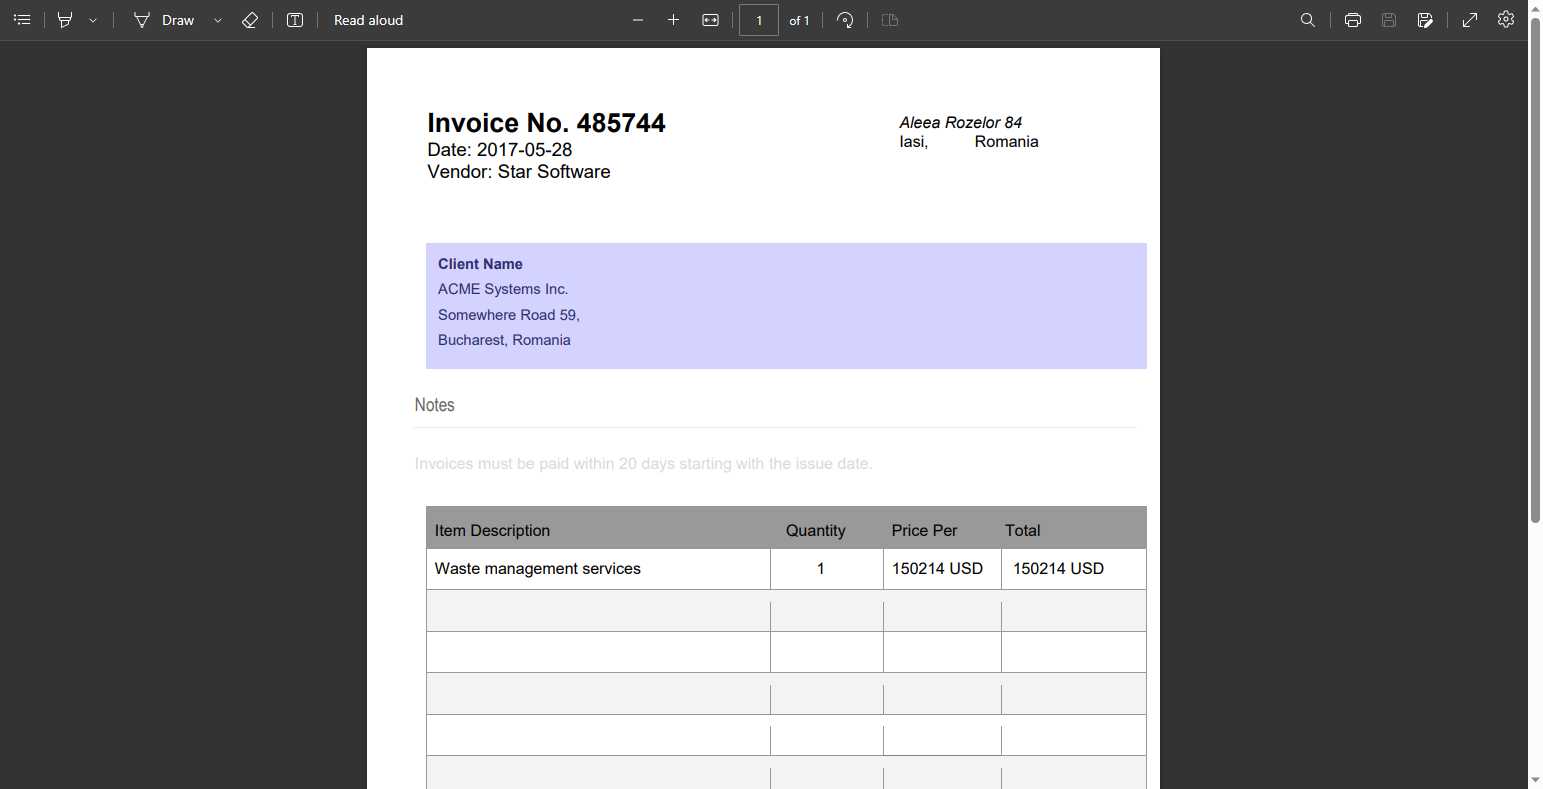 Draw
Read aloud
1
of 1
Invoice No. 485744
Date: 2017-05-28
Vendor: Star Software
Aleea Rozelor 84
Iasi, Romania
Client Name
ACME Systems Inc.
Somewhere Road 59,
Bucharest, Romania
Notes
Invoices must be paid within 20 days starting with the issue date.
Item Description Quantity Price Per Total
Waste management services 1 150214 USD 150214 USD